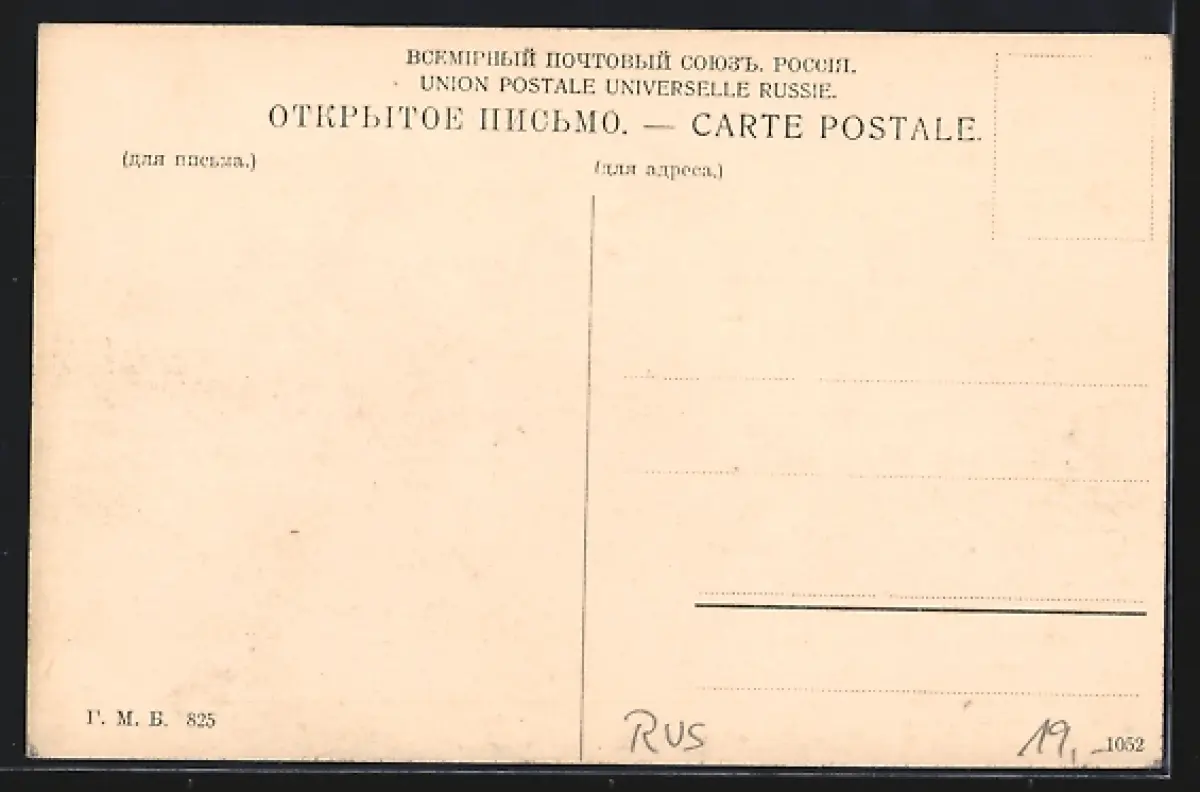 ВСЕМІРНЫЙ ПОЧТОВЫЙ СОЮЗЪ. РОССІЯ.
UNION POSTALE UNIVERSELLE RUSSIE.
ОТКРЫТОЕ ПИСЬМО. — CARTE POSTALE.
(для письма.)
(для адреса.)
Г. М. Б. 825
RUS
19,-
1052